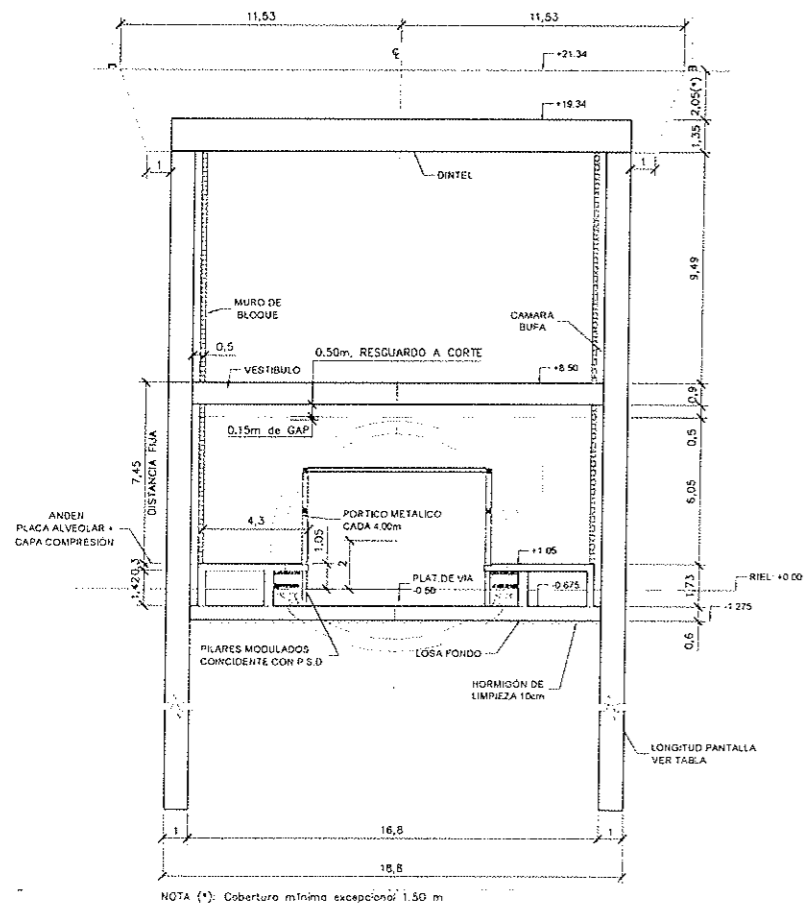 11,53
11,53
+21.34
2,05(*)
+19.34
1,35
1
1
DINTEL
9,49
MURO DE
BLOQUE
CAMARA
BUFA
0,5
0.50m, RESGUARDO A CORTE
VESTIBULO
+8.50
0,9
0.15m de GAP
0,5
7,45
DISTANCIA FIJA
6,05
ANDEN
PLACA ALVEOLAR +
CAPA COMPRESIÓN
4,3
PORTICO METALICO
CADA 4.00m
1,05
2
+1.05
0,3
1,42
PLAT. DE VIA
-0.50
-0.675
RIEL: +0.00
1,73
-1.275
PILARES MODULADOS
COINCIDENTE CON P.S.D
LOSA FONDO
0,6
HORMIGÓN DE
LIMPIEZA 10cm
LONGITUD PANTALLA
VER TABLA
1
16,8
1
18,8
NOTA (*): Cobertura mínima excepcional 1.50 m